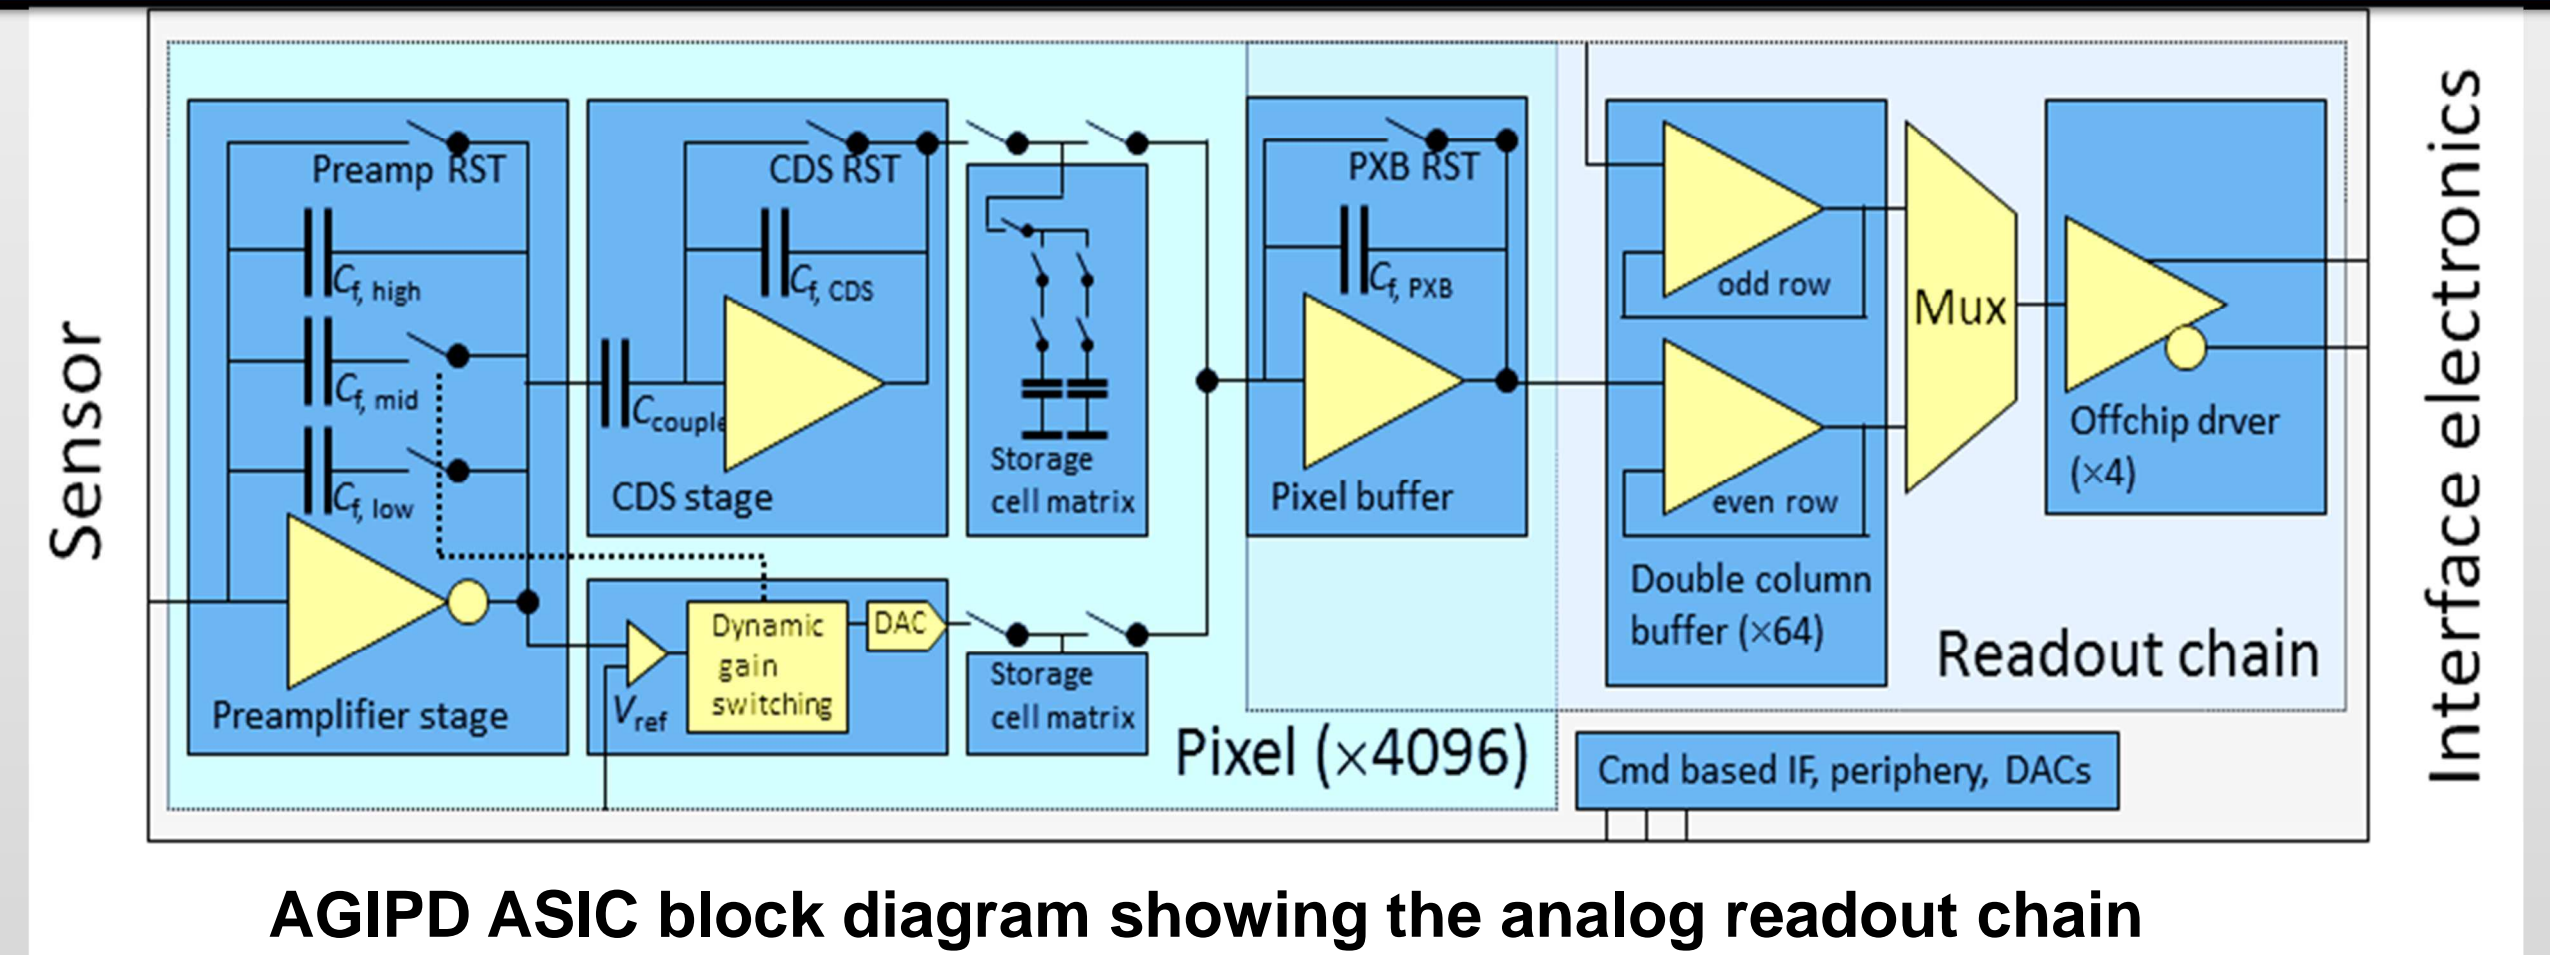 Sensor
Preamp RST
Cf, high
Cf, mid
Cf, low
Preamplifier stage
CDS RST
Cf, CDS
Ccouple
CDS stage
Storage
cell matrix
Vref
Dynamic
gain
switching
DAC
Storage
cell matrix
PXB RST
Cf, PXB
Pixel buffer
Pixel (×4096)
odd row
even row
Double column
buffer (×64)
Mux
Offchip drver
(×4)
Readout chain
Cmd based IF, periphery, DACs
Interface electronics
AGIPD ASIC block diagram showing the analog readout chain